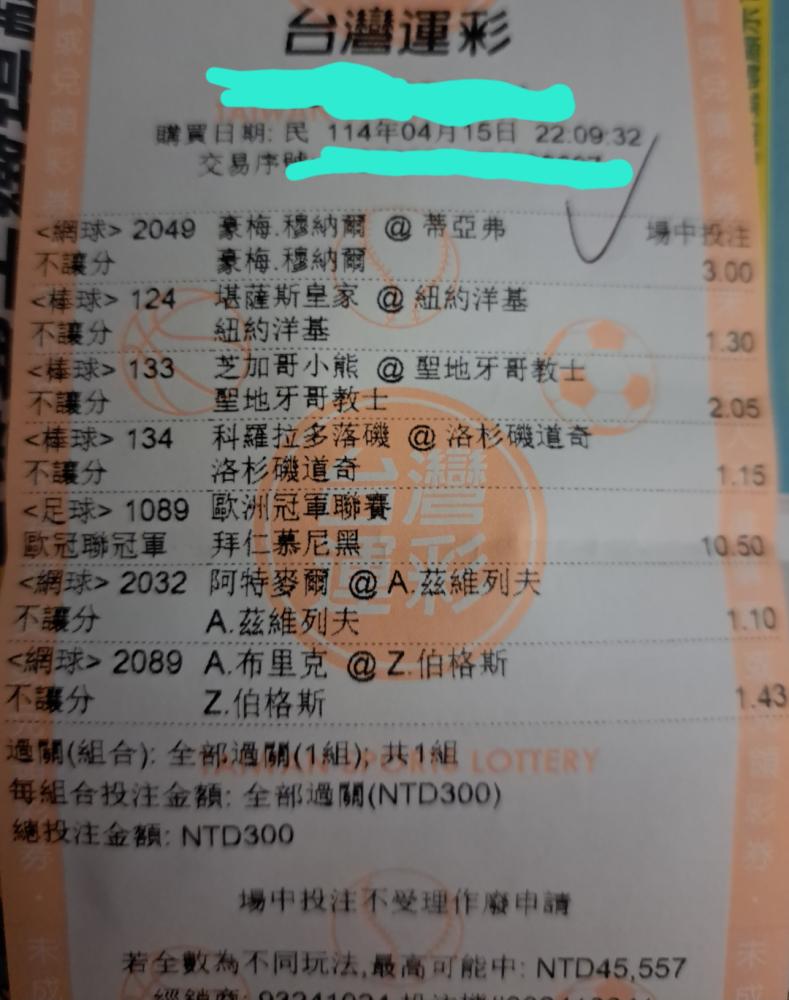 台灣運彩
購買日期: 民 114年04月15日 22:09:32
交易序號
<網球> 2049 豪梅.穆納爾 @ 蒂亞弗 場中投注
不讓分 豪梅.穆納爾 3.00
<棒球> 124 堪薩斯皇家 @ 紐約洋基
不讓分 紐約洋基 1.30
<棒球> 133 芝加哥小熊 @ 聖地牙哥教士
不讓分 聖地牙哥教士 2.05
<棒球> 134 科羅拉多落磯 @ 洛杉磯道奇
不讓分 洛杉磯道奇 1.15
<足球> 1089 歐洲冠軍聯賽
歐冠聯冠軍 拜仁慕尼黑 10.50
<網球> 2032 阿特麥爾 @ A.茲維列夫
不讓分 A.茲維列夫 1.10
<網球> 2089 A.布里克 @ Z.伯格斯
不讓分 Z.伯格斯 1.43
過關(組合): 全部過關(1組); 共1組
TAIWAN SPORTS LOTTERY
每組合投注金額: 全部過關(NTD300)
總投注金額: NTD300
場中投注不受理作廢申請
若全數為不同玩法,最高可能中: NTD45,557
台灣
運彩